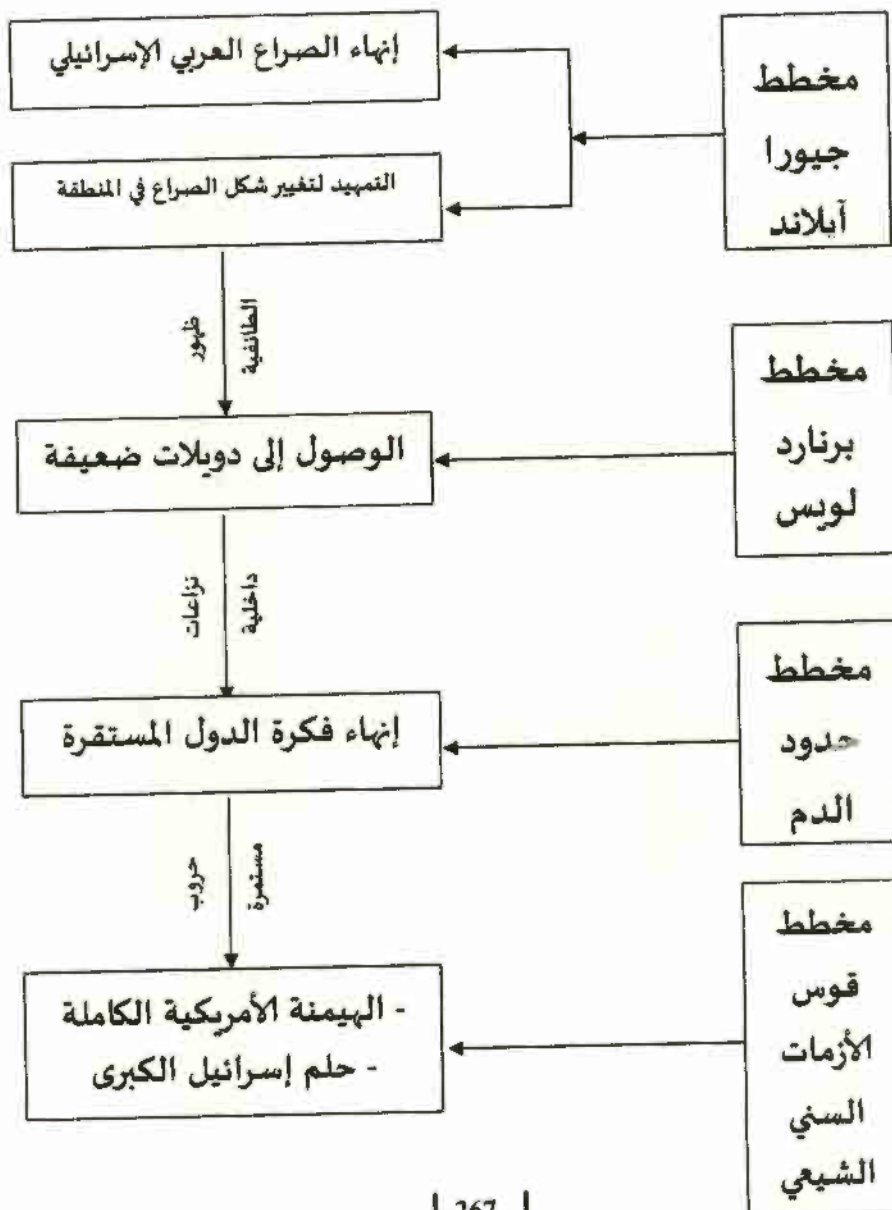 مخطط
جيورا
آيلاند
إنهاء الصراع العربي الإسرائيلي
التمهيد لتغيير شكل الصراع في المنطقة
ظهور
الطائفية
مخطط
برنارد
لويس
الوصول إلى دويلات ضعيفة
نزاعات
داخلية
مخطط
حدود
الدم
إنهاء فكرة الدول المستقرة
حروب
مستمرة
مخطط
قوس
الأزمات
السني
الشيعي
- الهيمنة الأمريكية الكاملة
- حلم إسرائيل الكبرى
267